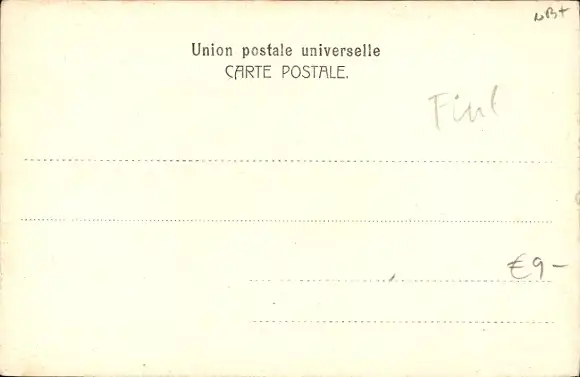 Union postale universelle
CARTE POSTALE.
Finl
€9-